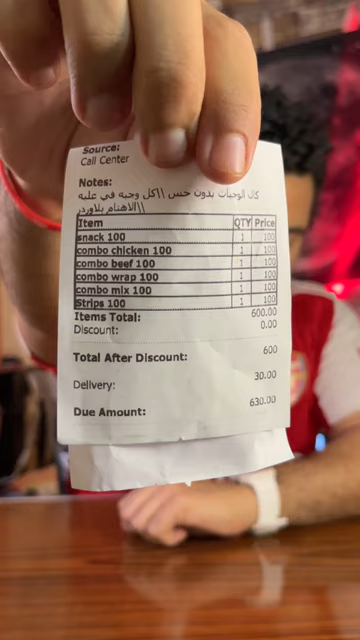 Source:
Call Center
Notes:
كل الوجبات بدون خس \\كل وجبه في علبه
\\الاهتمام بلاوردر
Item QTY Price
snack 100 1 100
combo chicken 100 1 100
combo beef 100 1 100
combo wrap 100 1 100
combo mix 100 1 100
Strips 100 1 100
Items Total: 600.00
Discount: 0.00
Total After Discount: 600
Delivery: 30.00
Due Amount: 630.00